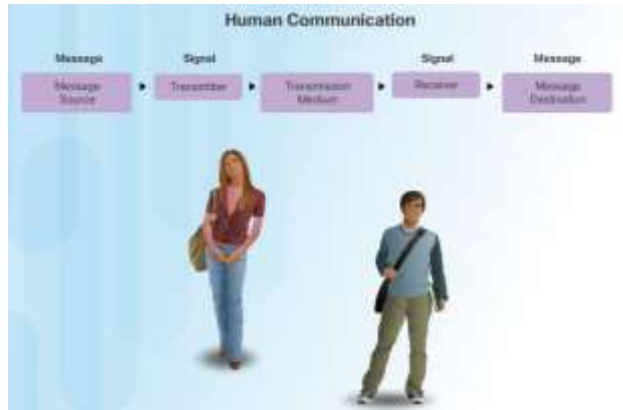 Human Communication
Message
Signal
Signal
Message
Message
Source
Transmitter
Transmission
Medium
Receiver
Message
Destination